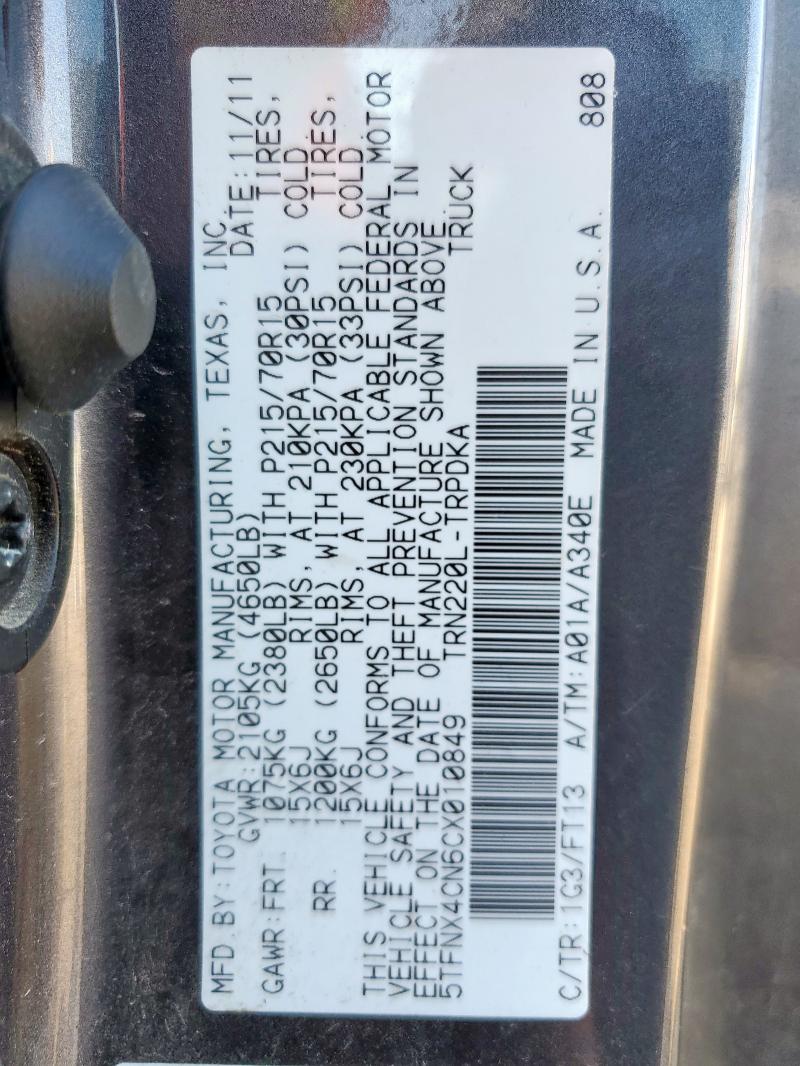 MFD BY:TOYOTA MOTOR MANUFACTURING, TEXAS, INC.
GVWR:2105KG (4650LB) DATE:11/11
GAWR:FRT. 1075KG (2380LB) WITH P215/70R15 TIRES,
15X6J RIMS, AT 210KPA (30PSI) COLD
RR. 1200KG (2650LB) WITH P215/70R15 TIRES,
15X6J RIMS, AT 230KPA (33PSI) COLD
THIS VEHICLE CONFORMS TO ALL APPLICABLE FEDERAL MOTOR
VEHICLE SAFETY AND THEFT PREVENTION STANDARDS IN
EFFECT ON THE DATE OF MANUFACTURE SHOWN ABOVE.
5TFNX4CN6CX010849 TRN220L-TRPDKA TRUCK
C/TR:1G3/FT13 A/TM:A01A/A340E MADE IN U.S.A. 808